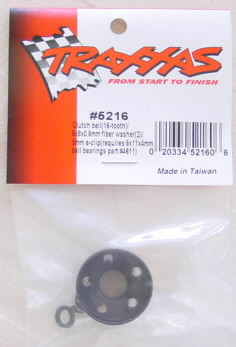 TRAXXAS
FROM START TO FINISH
#5216
Clutch bell(16-tooth)/
5x8x0.5mm fiber washer(2)/
5mm e-clip(requires 5x11x4mm
ball bearings part #4611)
0 20334 52160 6
Made in Taiwan